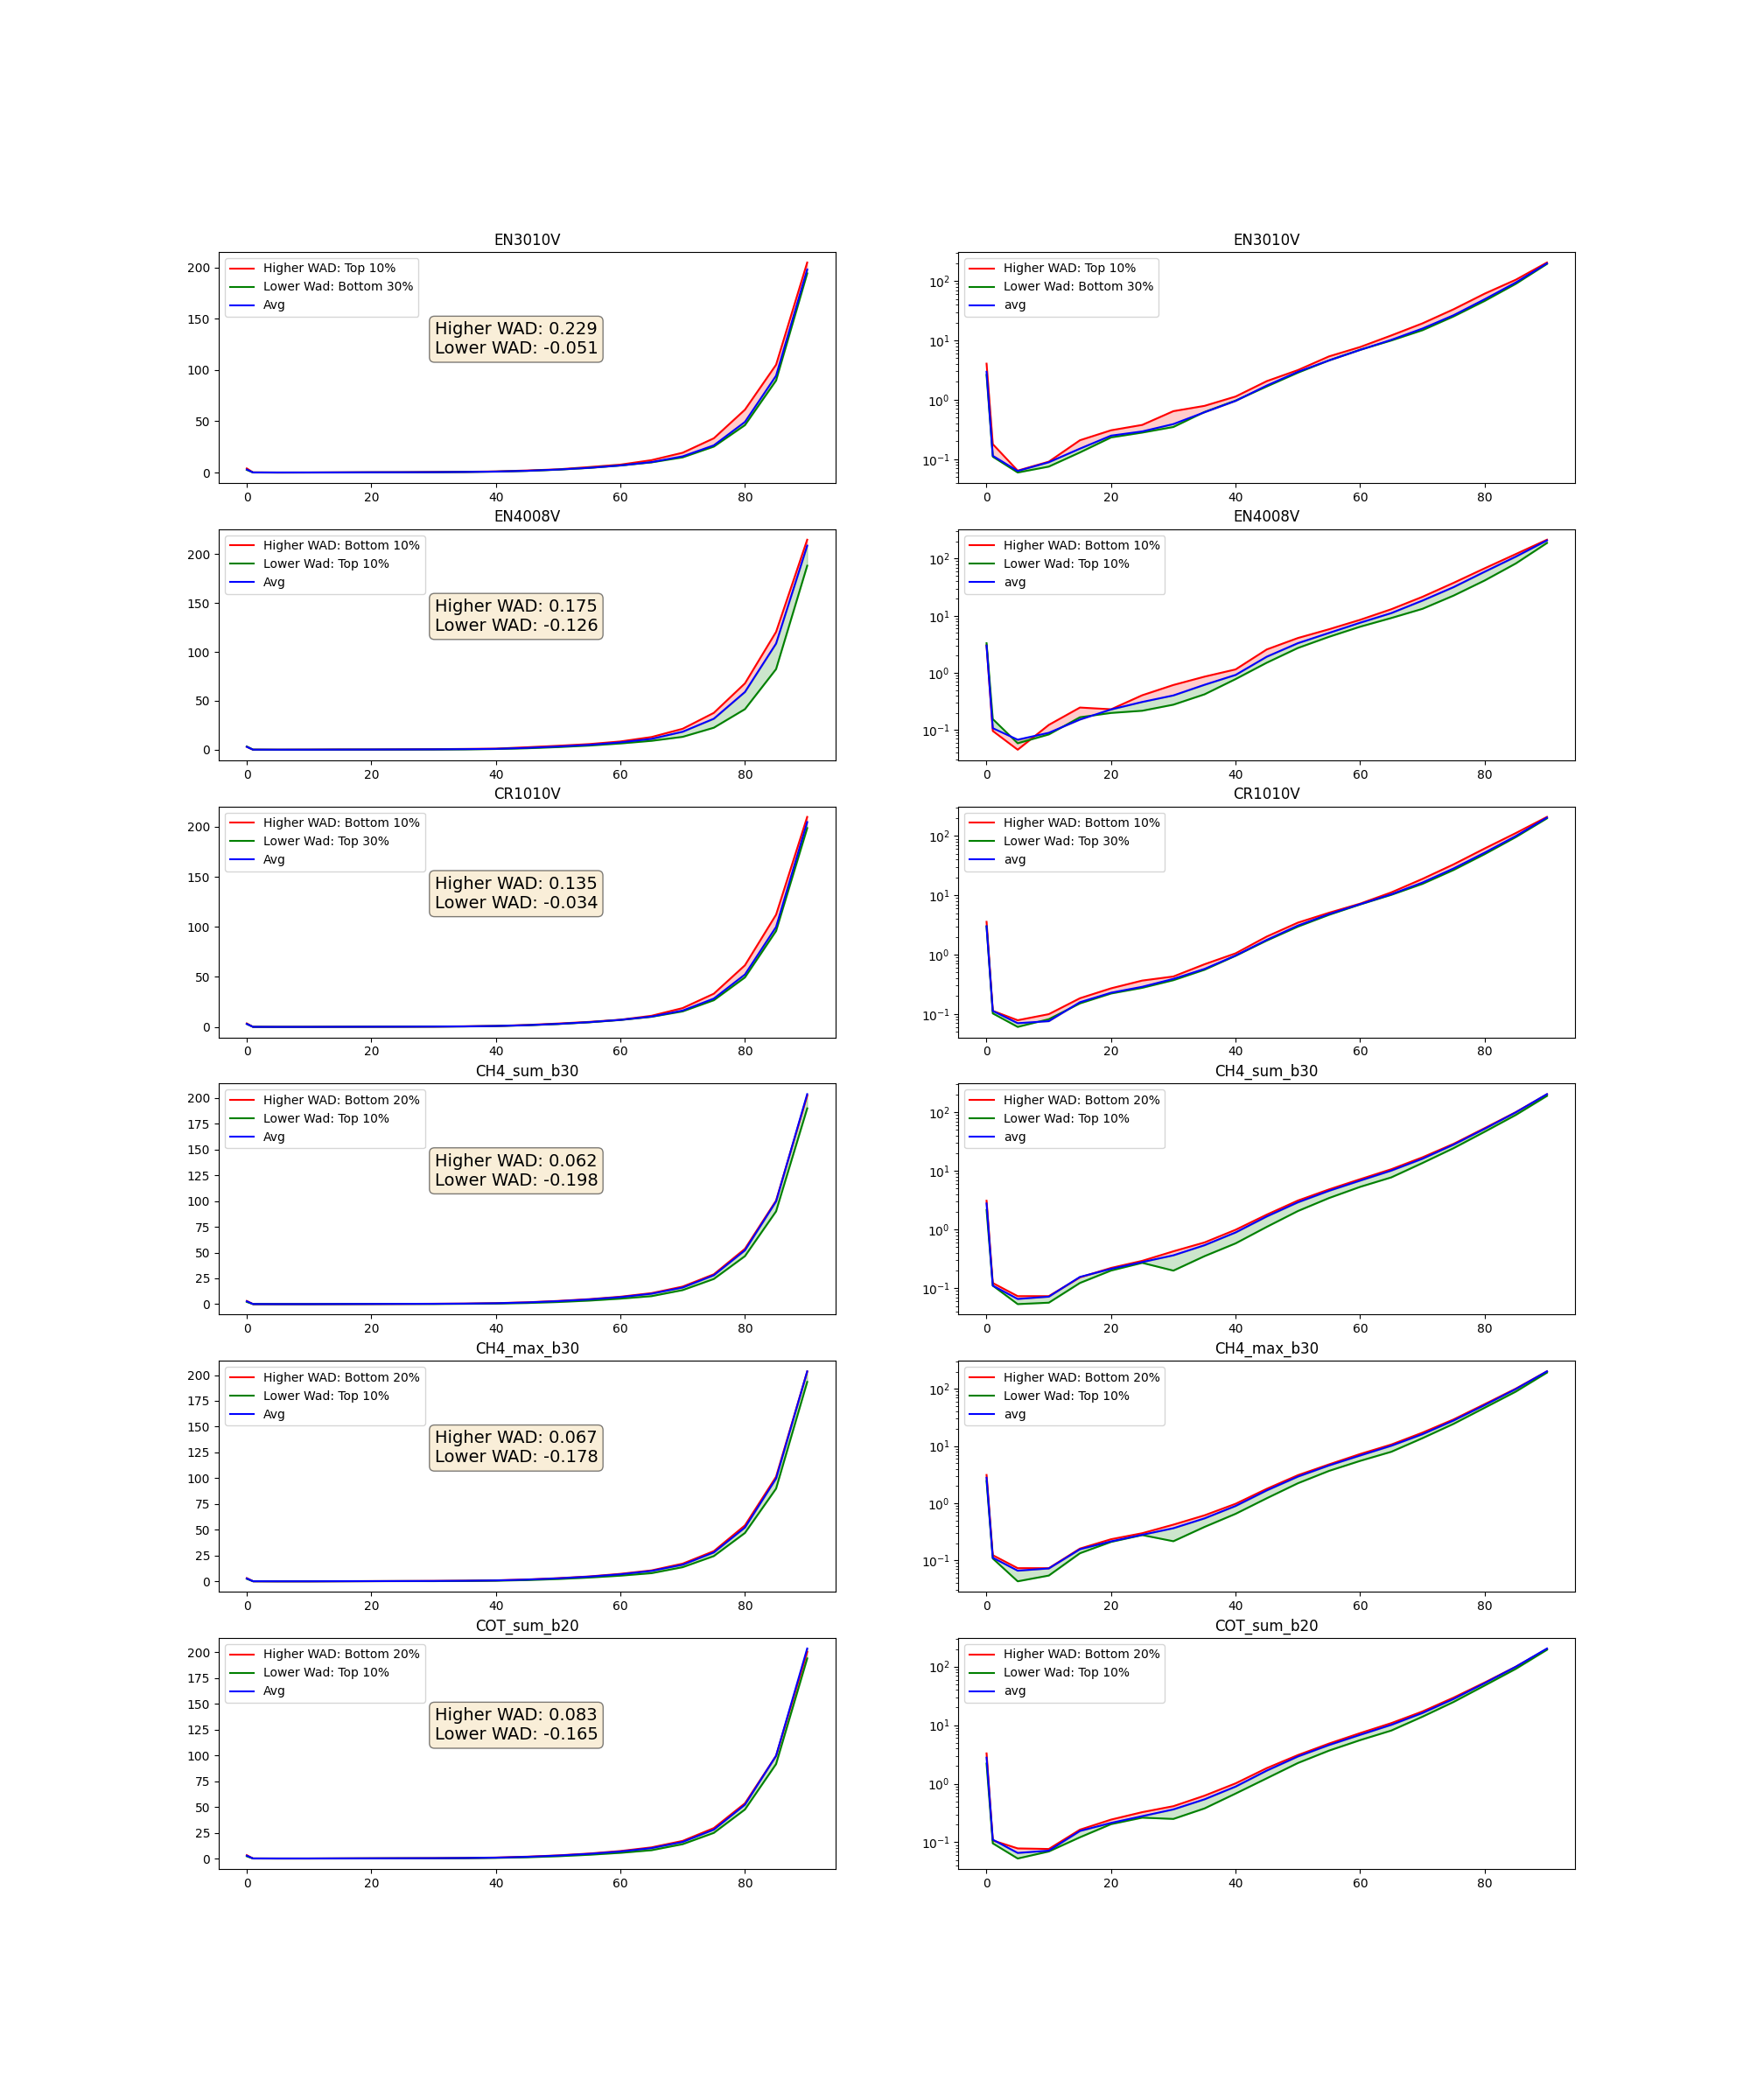 EN3010V
Higher WAD: Top 10%
Lower Wad: Bottom 30%
Avg
Higher WAD: 0.229
Lower WAD: -0.051
200
150
100
50
0
0 20 40 60 80
EN3010V
Higher WAD: Top 10%
Lower Wad: Bottom 30%
avg
10²
10¹
10⁰
10⁻¹
0 20 40 60 80
EN4008V
Higher WAD: Bottom 10%
Lower Wad: Top 10%
Avg
Higher WAD: 0.175
Lower WAD: -0.126
200
150
100
50
0
0 20 40 60 80
EN4008V
Higher WAD: Bottom 10%
Lower Wad: Top 10%
avg
10²
10¹
10⁰
10⁻¹
0 20 40 60 80
CR1010V
Higher WAD: Bottom 10%
Lower Wad: Top 30%
Avg
Higher WAD: 0.135
Lower WAD: -0.034
200
150
100
50
0
0 20 40 60 80
CR1010V
Higher WAD: Bottom 10%
Lower Wad: Top 30%
avg
10²
10¹
10⁰
10⁻¹
0 20 40 60 80
CH4_sum_b30
Higher WAD: Bottom 20%
Lower Wad: Top 10%
Avg
Higher WAD: 0.062
Lower WAD: -0.198
200
175
150
125
100
75
50
25
0
0 20 40 60 80
CH4_sum_b30
Higher WAD: Bottom 20%
Lower Wad: Top 10%
avg
10²
10¹
10⁰
10⁻¹
0 20 40 60 80
CH4_max_b30
Higher WAD: Bottom 20%
Lower Wad: Top 10%
Avg
Higher WAD: 0.067
Lower WAD: -0.178
200
175
150
125
100
75
50
25
0
0 20 40 60 80
CH4_max_b30
Higher WAD: Bottom 20%
Lower Wad: Top 10%
avg
10²
10¹
10⁰
10⁻¹
0 20 40 60 80
COT_sum_b20
Higher WAD: Bottom 20%
Lower Wad: Top 10%
Avg
Higher WAD: 0.083
Lower WAD: -0.165
200
175
150
125
100
75
50
25
0
0 20 40 60 80
COT_sum_b20
Higher WAD: Bottom 20%
Lower Wad: Top 10%
avg
10²
10¹
10⁰
10⁻¹
0 20 40 60 80